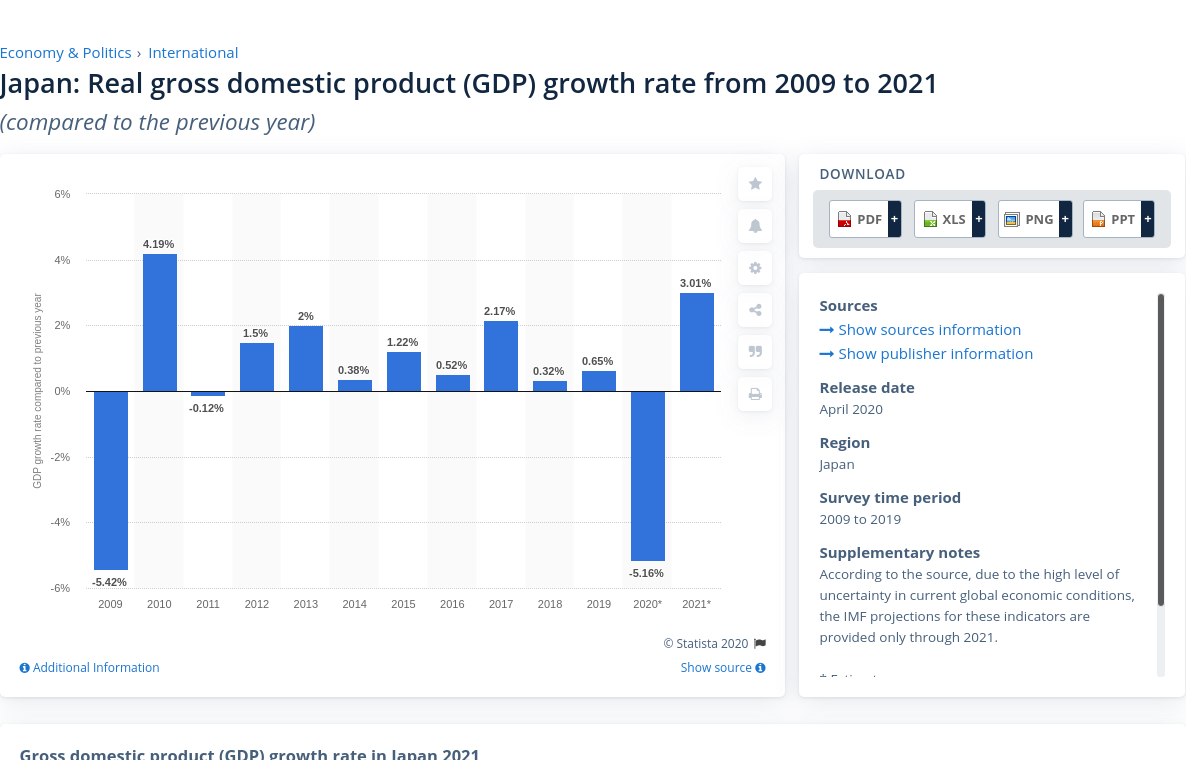 Economy & Politics › International
Japan: Real gross domestic product (GDP) growth rate from 2009 to 2021
(compared to the previous year)
GDP growth rate compared to previous year
6%
4%
2%
0%
-2%
-4%
-6%
-5.42%
4.19%
-0.12%
1.5%
2%
0.38%
1.22%
0.52%
2.17%
0.32%
0.65%
-5.16%
3.01%
2009 2010 2011 2012 2013 2014 2015 2016 2017 2018 2019 2020* 2021*
© Statista 2020
Additional Information
Show source
DOWNLOAD
PDF + XLS + PNG + PPT +
Sources
Show sources information
Show publisher information
Release date
April 2020
Region
Japan
Survey time period
2009 to 2019
Supplementary notes
According to the source, due to the high level of
uncertainty in current global economic conditions,
the IMF projections for these indicators are
provided only through 2021.
Gross domestic product (GDP) growth rate in Japan 2021